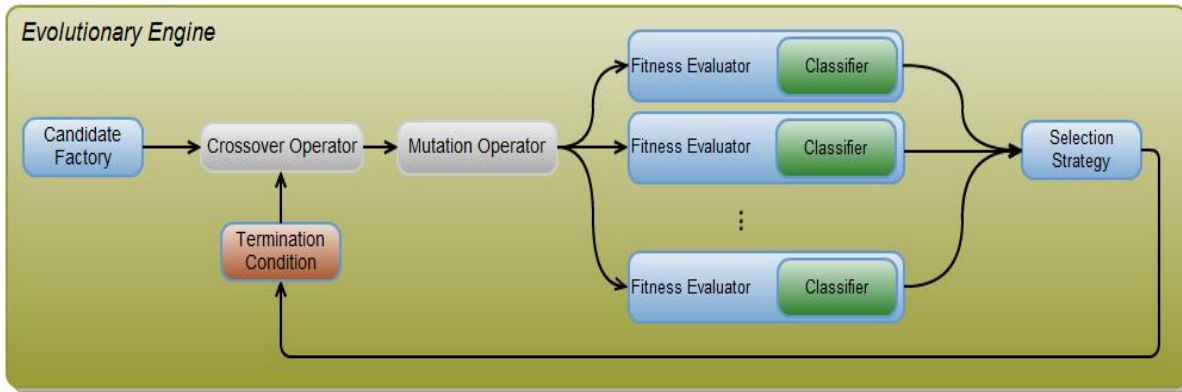 Evolutionary Engine
Fitness Evaluator
Classifier
Candidate
Factory
Crossover Operator
Mutation Operator
Fitness Evaluator
Classifier
Selection
Strategy
⋮
Termination
Condition
Fitness Evaluator
Classifier